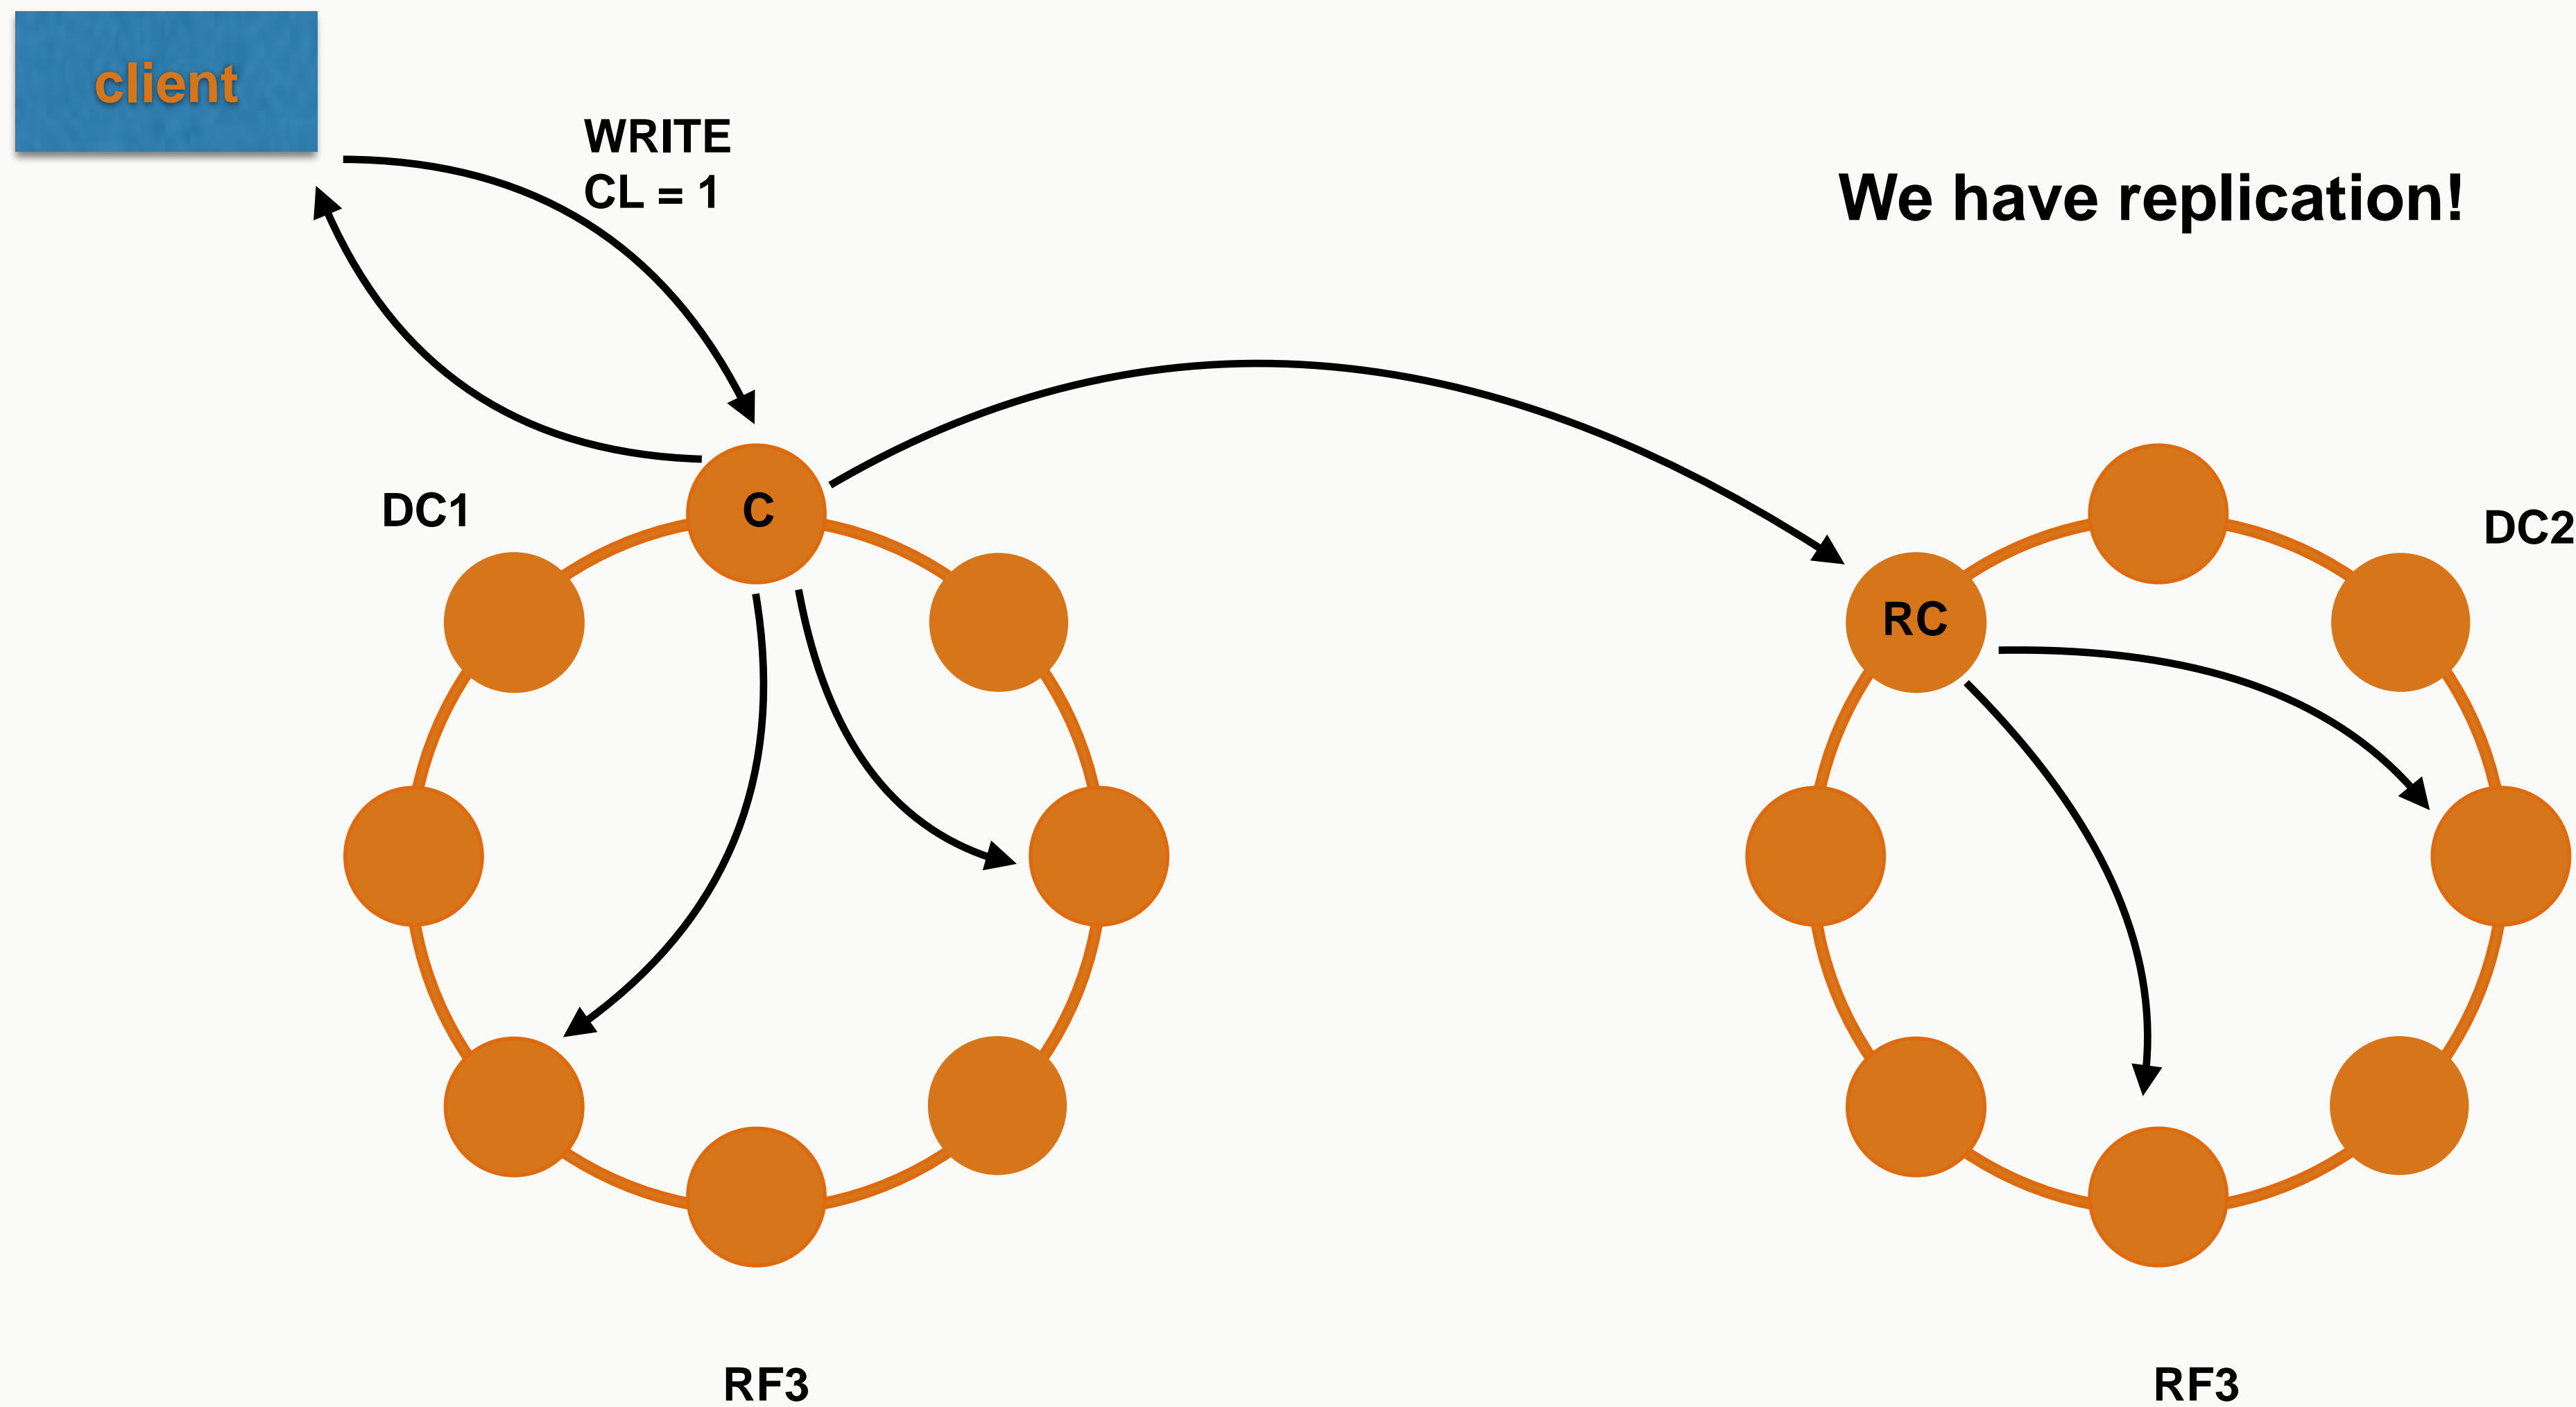 client
WRITE
CL = 1
We have replication!
DC1
C
DC2
RC
RF3
RF3